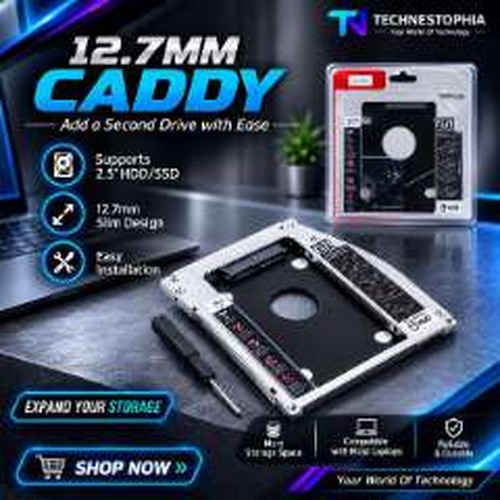 TN TECHNESTOPHIA
Your World Of Technology
12.7MM
CADDY
Add a Second Drive with Ease
Supports
2.5" HDD/SSD
12.7mm
Slim Design
Easy
Installation
EXPAND YOUR STORAGE
SHOP NOW »
More
Storage Space
Compatible
with Most Laptops
Reliable
& Durable
Your World Of Technology